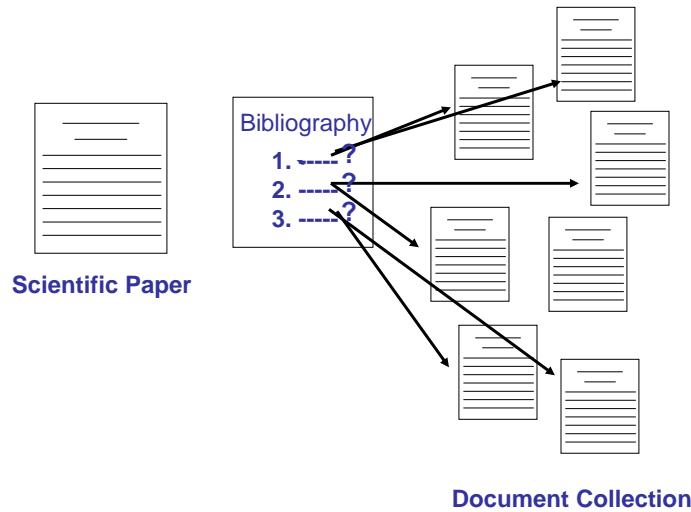 Bibliography
1. -----?
2. -----?
3. -----?
Scientific Paper
Document Collection